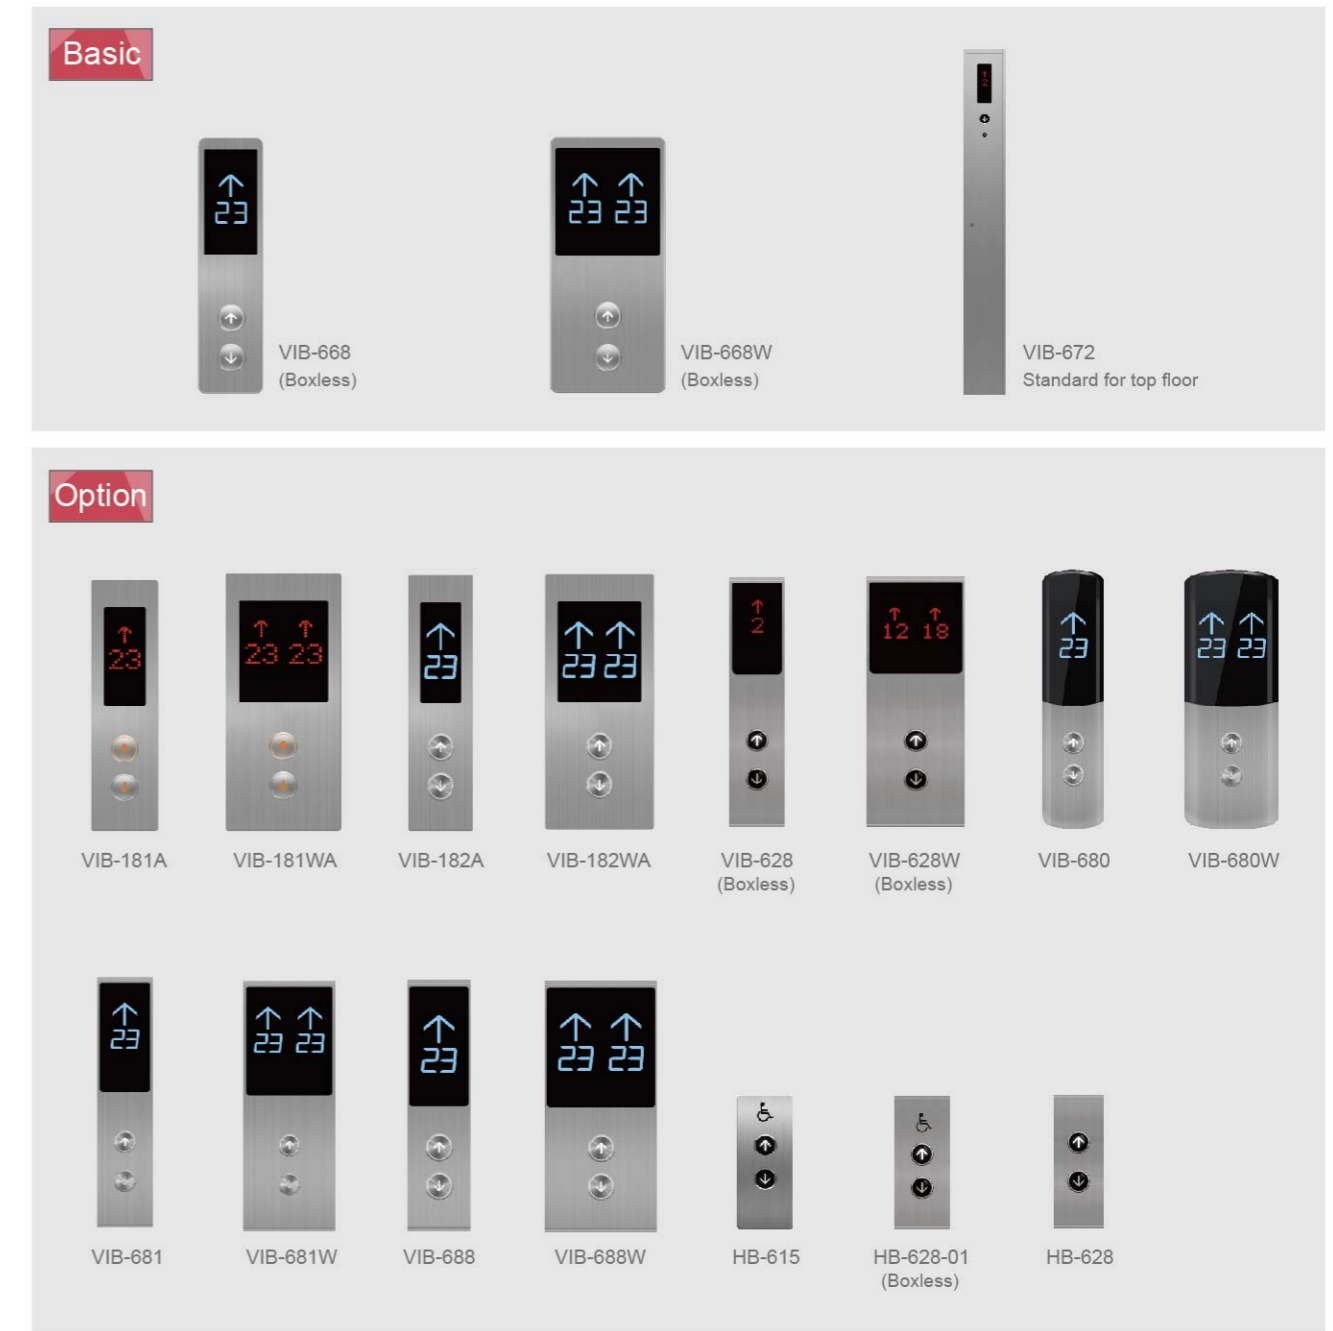 Basic
23
23 23
2
VIB-668
(Boxless)
VIB-668W
(Boxless)
VIB-672
Standard for top floor
Option
23
23 23
23
23 23
2
12 18
23
23 23
VIB-181A
VIB-181WA
VIB-182A
VIB-182WA
VIB-628
(Boxless)
VIB-628W
(Boxless)
VIB-680
VIB-680W
23
23 23
23
23 23
VIB-681
VIB-681W
VIB-688
VIB-688W
HB-615
HB-628-01
(Boxless)
HB-628